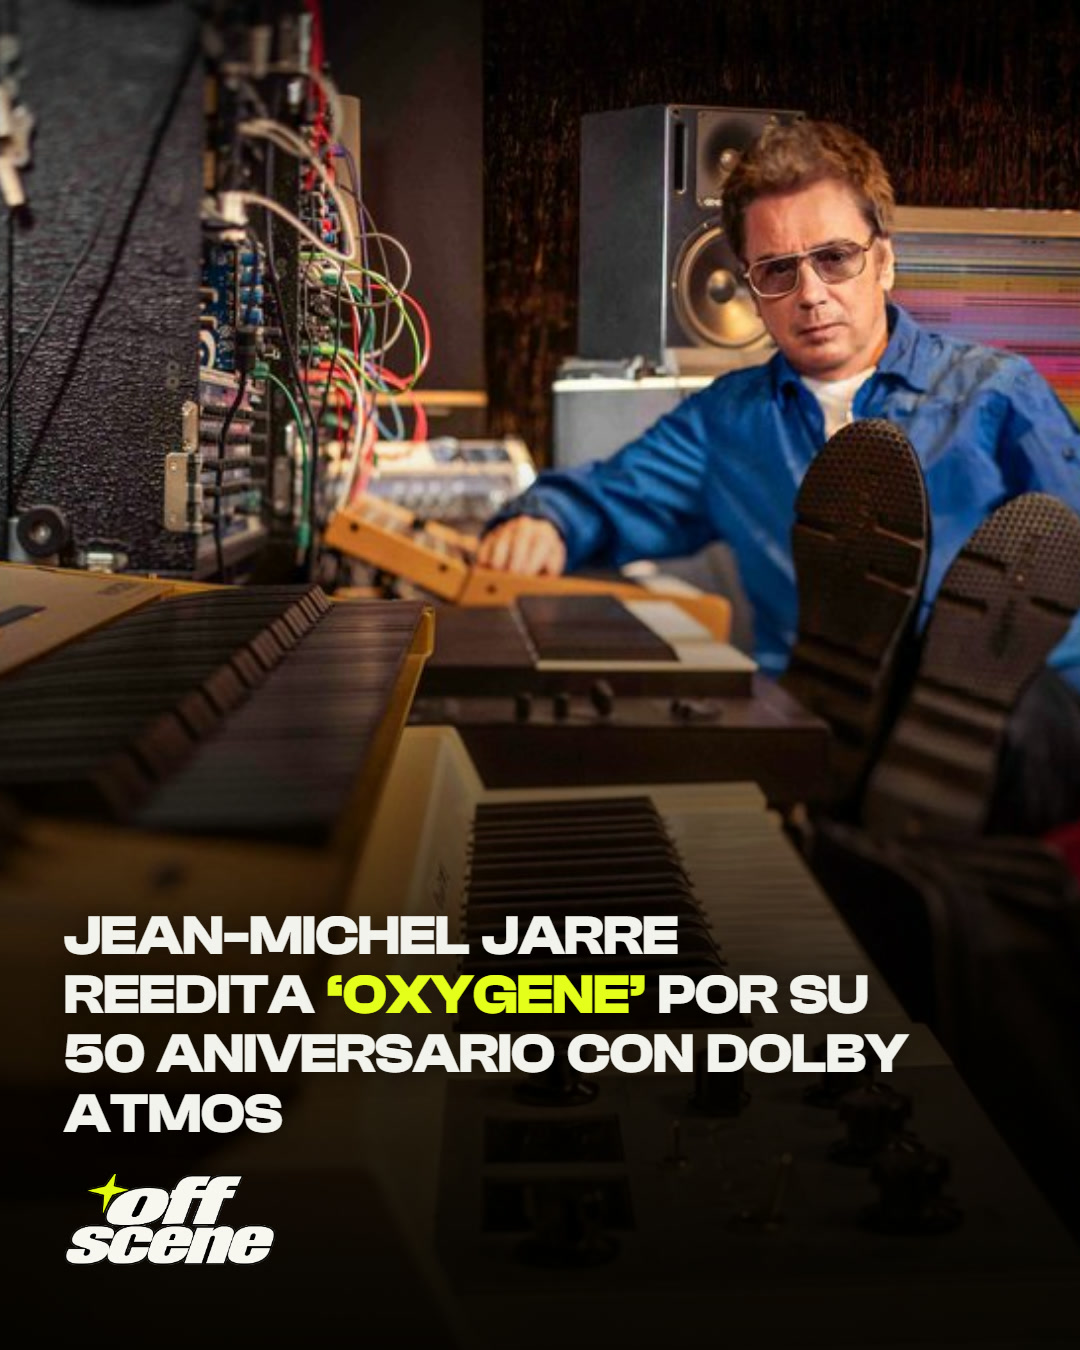 JEAN-MICHEL JARRE
REEDITA ‘OXYGENE’ POR SU
50 ANIVERSARIO CON DOLBY
ATMOS
off
scene